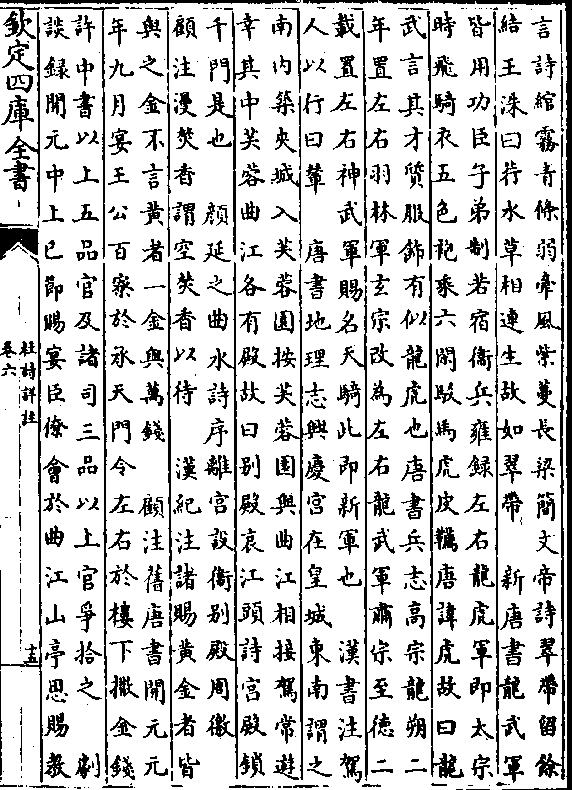 言詩綰霧青條弱牽風紫蔓長梁簡文帝詩翠帶留餘
結王洙曰荇水草相連生故如翠帶 新唐書龍武軍
皆用功臣子弟制若宿衛兵雍録左右龍虎軍即太宗
時飛騎衣五色袍乘六閑駁馬虎皮韉唐諱虎故曰龍
武言其才質服飾有似龍虎也唐書兵志高宗龍朔二
年置左右羽林軍玄宗改為左右龍武軍肅宗至德二
載置左右神武軍賜名天騎此即新軍也 漢書注駕
人以行曰輦 唐書地理志興慶宮在皇城東南謂之
南内築夾城入芙蓉園按芙蓉園與曲江相接駕常遊
幸其中芙蓉曲江各有殿故曰别殿哀江頭詩宮殿鎖
千門是也 顔延之曲水詩序離宮設衛别殿周徼
顧注漫焚香謂空焚香以待 漢紀注諸賜黄金者皆
與之金不言黄者一金與萬錢 顧注舊唐書開元元
年九月宴王公百寮於承天門令左右於樓下撒金錢
許中書以上五品官及諸司三品以上官爭拾之 劇
談録開元中上巳節賜宴臣僚會於曲江山亭恩賜教
欽定四庫全書
杜詩詳註
卷六
十五